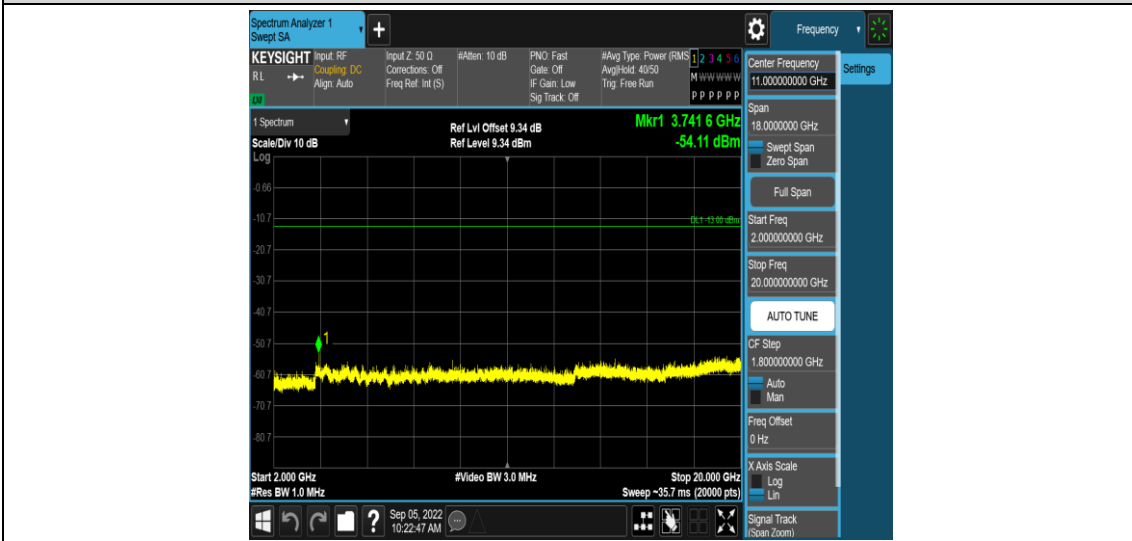 Spectrum Analyzer 1
Swept SA
+
Frequency
KEYSIGHT
RL
LXI
Input: RF
Coupling: DC
Align: Auto
Input Z: 50 Ω
Corrections: Off
Freq Ref: Int (S)
#Atten: 10 dB
PNO: Fast
Gate: Off
IF Gain: Low
Sig Track: Off
#Avg Type: Power (RMS
Avg|Hold: 40/50
Trig: Free Run
1 2 3 4 5 6
M W W W W W
P P P P P P
Center Frequency
11.000000000 GHz
Settings
1 Spectrum
Scale/Div 10 dB
Log
Ref Lvl Offset 9.34 dB
Ref Level 9.34 dBm
Mkr1 3.741 6 GHz
-54.11 dBm
Span
18.0000000 GHz
Swept Span
Zero Span
Full Span
Start Freq
2.000000000 GHz
Stop Freq
20.000000000 GHz
AUTO TUNE
CF Step
1.800000000 GHz
Auto
Man
Freq Offset
0 Hz
X Axis Scale
Log
Lin
Signal Track
(Span Zoom)
-0.66
-10.7
DL1 -13.00 dBm
-20.7
-30.7
-40.7
-50.7
1
-60.7
-70.7
-80.7
Start 2.000 GHz
#Res BW 1.0 MHz
#Video BW 3.0 MHz
Stop 20.000 GHz
Sweep ~35.7 ms (20000 pts)
?
Sep 05, 2022
10:22:47 AM